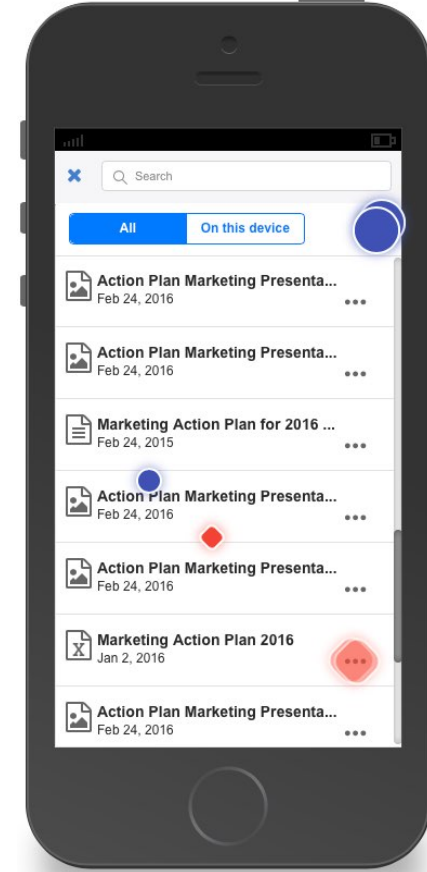 Search
All
On this device
Action Plan Marketing Presenta...
Feb 24, 2016
Action Plan Marketing Presenta...
Feb 24, 2016
Marketing Action Plan for 2016 ...
Feb 24, 2015
Action Plan Marketing Presenta...
Feb 24, 2016
Action Plan Marketing Presenta...
Feb 24, 2016
X
Marketing Action Plan 2016
Jan 2, 2016
Action Plan Marketing Presenta...
Feb 24, 2016